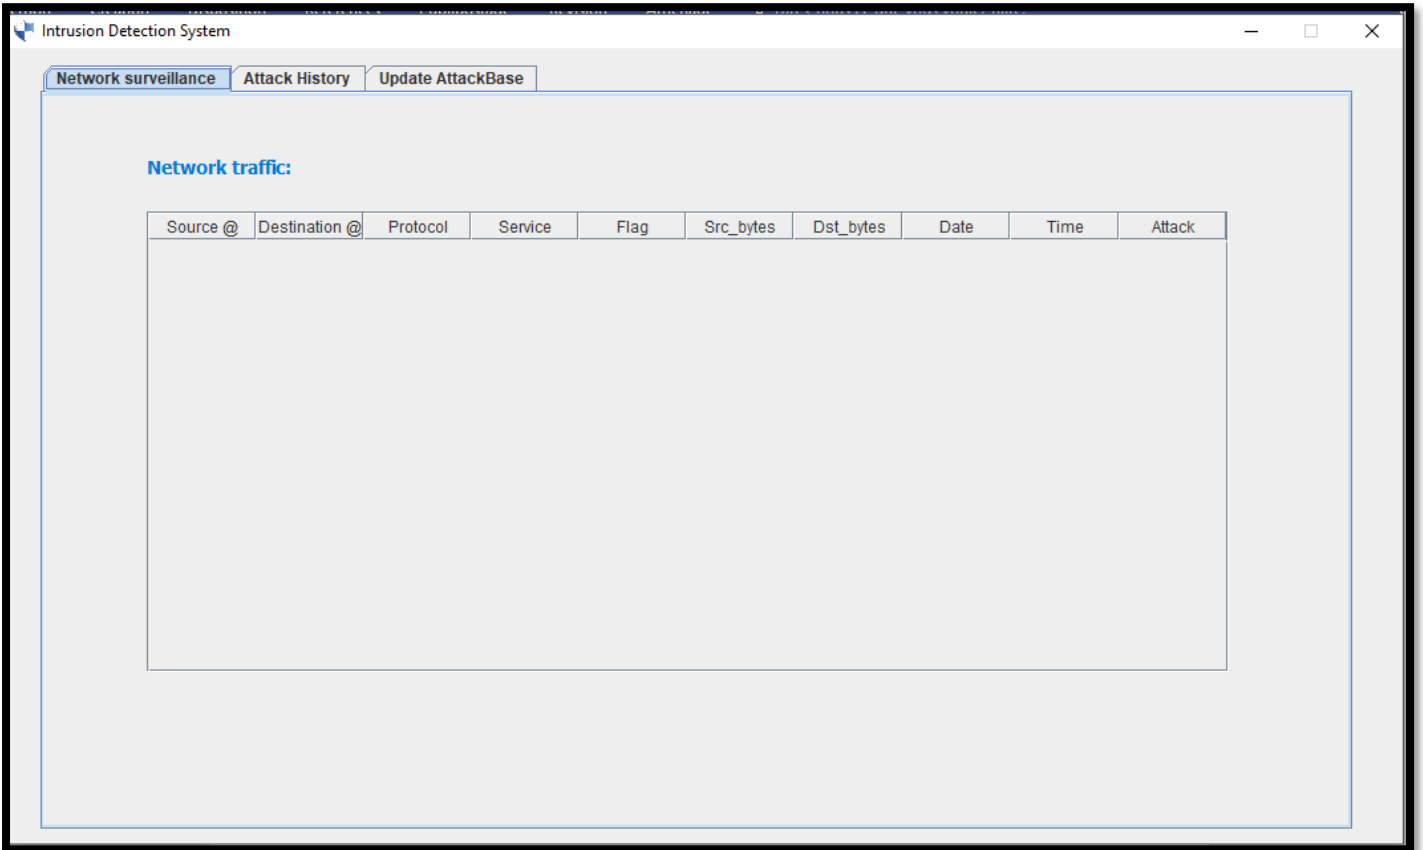 Intrusion Detection System
Network surveillance Attack History Update AttackBase
Network traffic:
Source @ Destination @ Protocol Service Flag Src_bytes Dst_bytes Date Time Attack